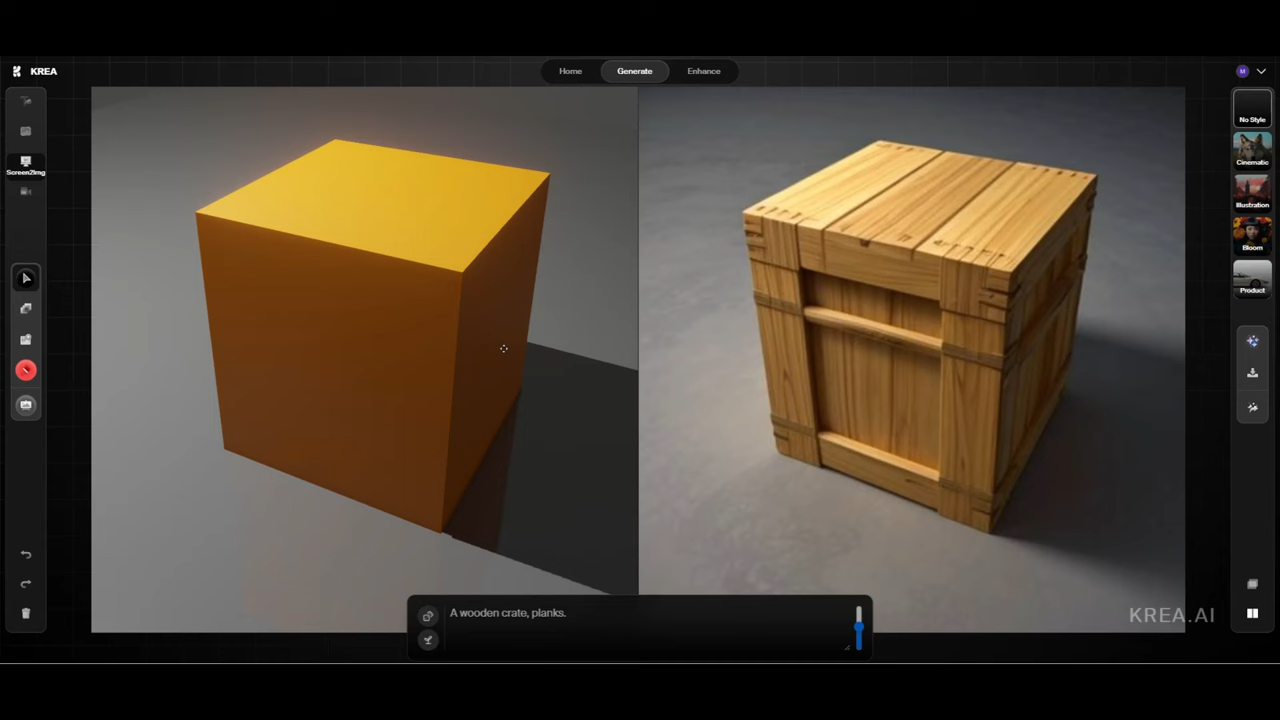 KREA
Home
Generate
Enhance
M
No Style
Screen2Img
Cinematic
Illustration
Bloom
Product
A wooden crate, planks.
KREA.AI